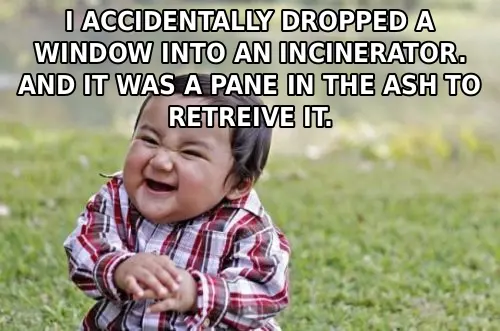 I ACCIDENTALLY DROPPED A
WINDOW INTO AN INCINERATOR.
AND IT WAS A PANE IN THE ASH TO
RETREIVE IT.